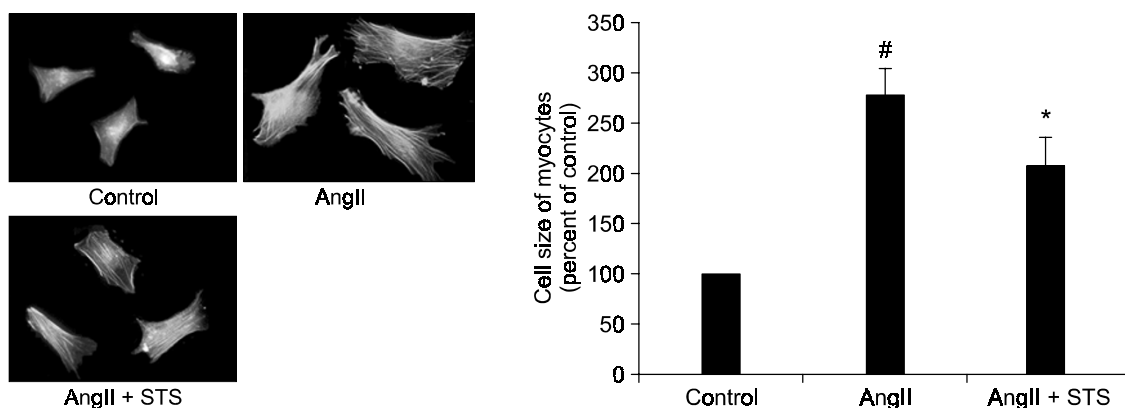 Control
AngII
AngII + STS
Cell size of myocytes
(percent of control)
350
300
250
200
150
100
50
0
#
*
Control
AngII
AngII + STS